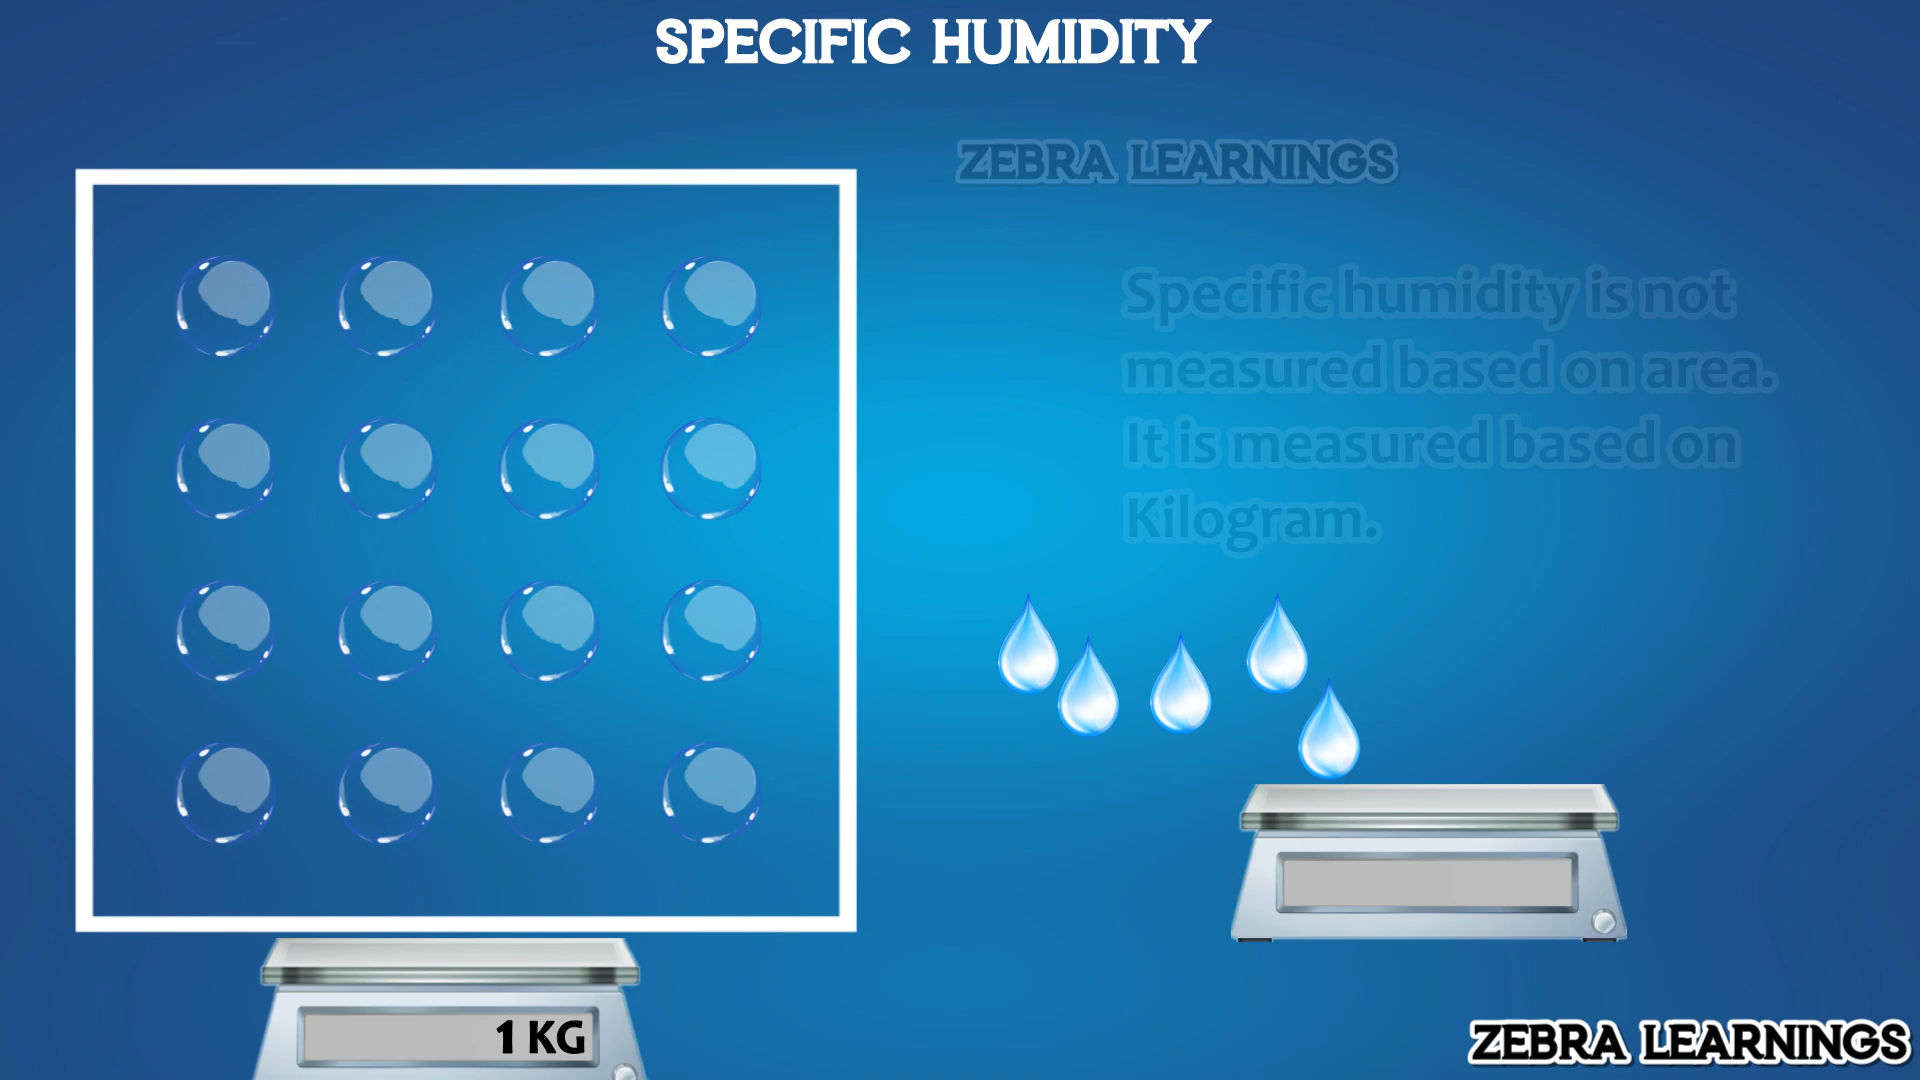 SPECIFIC HUMIDITY
ZEBRA LEARNINGS
Specific humidity is not
measured based on area.
It is measured based on
Kilogram.
1 KG
ZEBRA LEARNINGS